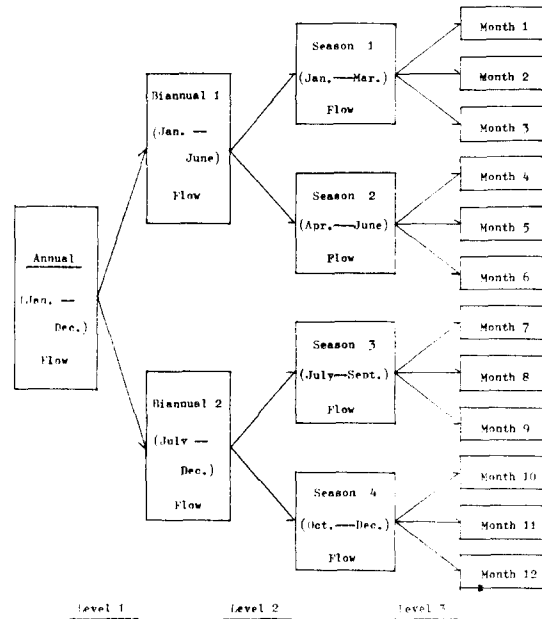 Annual
(Jan. —
Dec.)
Flow
Biannual 1
(Jan. —
June)
Flow
Biannual 2
(July —
Dec.)
Flow
Season 1
(Jan.—Mar.)
Flow
Season 2
(Apr.—June)
Flow
Season 3
(July—Sept.)
Flow
Season 4
(Oct.—Dec.)
Flow
Month 1
Month 2
Month 3
Month 4
Month 5
Month 6
Month 7
Month 8
Month 9
Month 10
Month 11
Month 12
Level 1
Level 2
Level 3